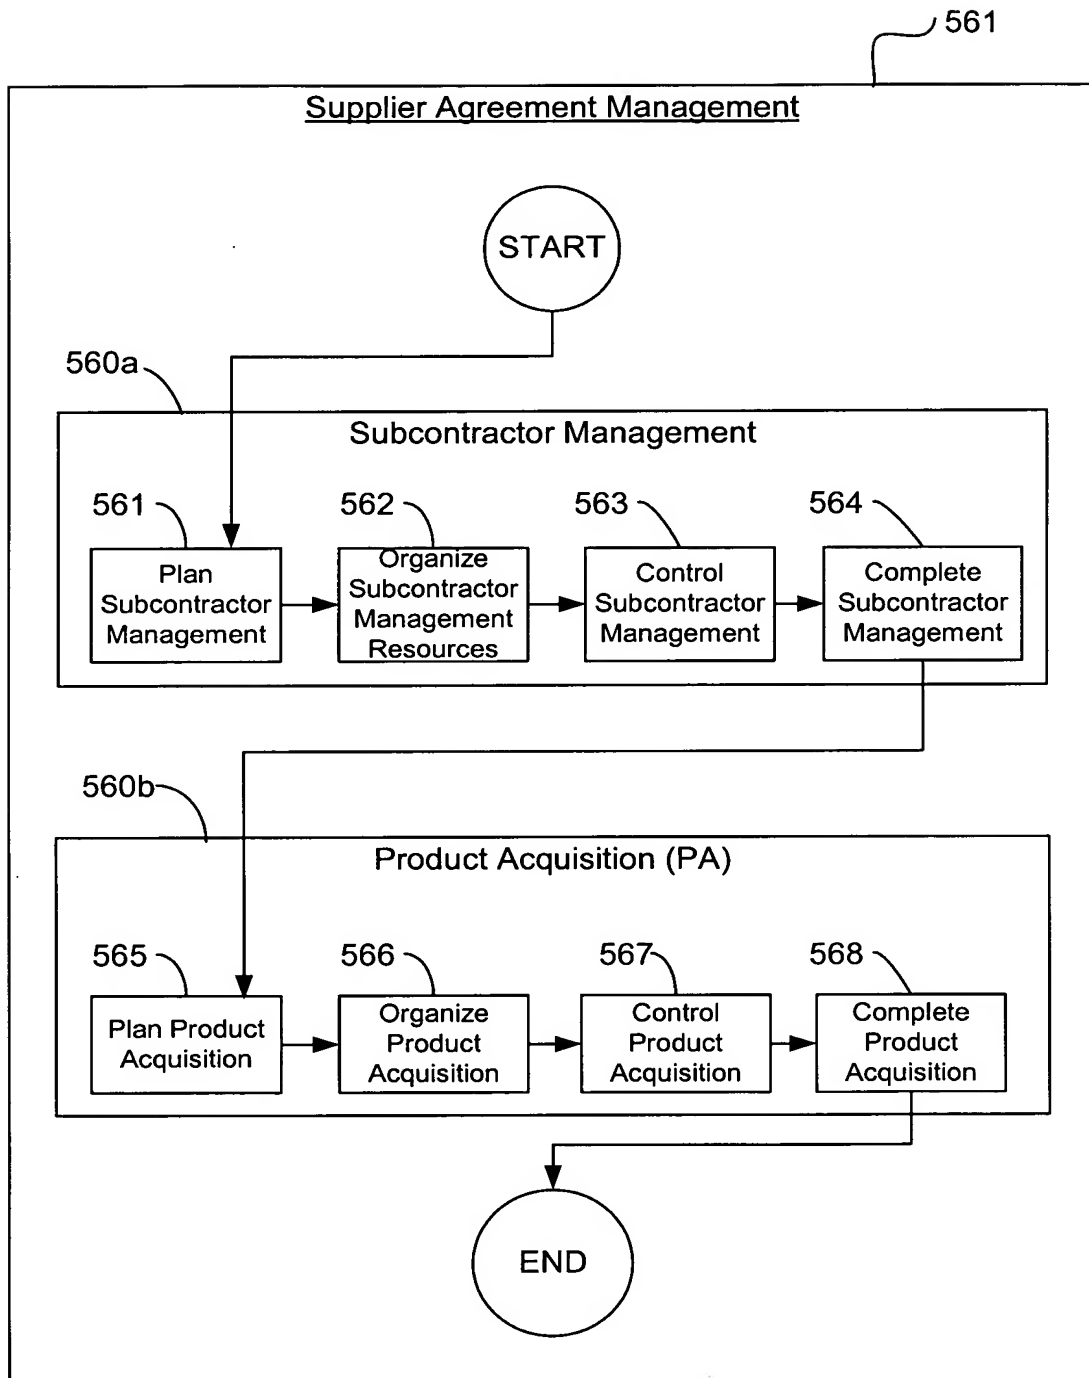 561
Supplier Agreement Management
START
560a
Subcontractor Management
561
562
563
564
Plan
Subcontractor
Management
Organize
Subcontractor
Management
Resources
Control
Subcontractor
Management
Complete
Subcontractor
Management
560b
Product Acquisition (PA)
565
566
567
568
Plan Product
Acquisition
Organize
Product
Acquisition
Control
Product
Acquisition
Complete
Product
Acquisition
END